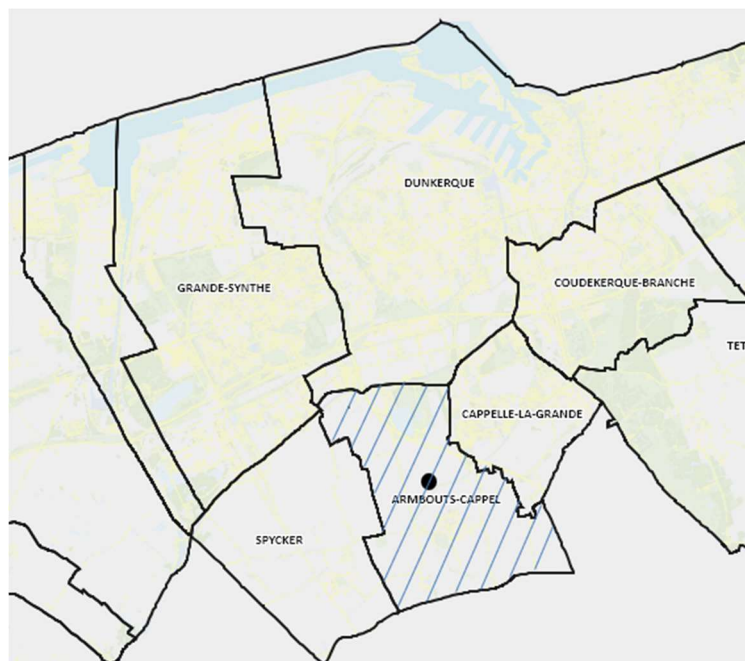 DUNKERQUE
GRANDE-SYNTHE
COUDEKERQUE-BRANCHE
TET
CAPPELLE-LA-GRANDE
ARMBOUTS-CAPPEL
SPYCKER